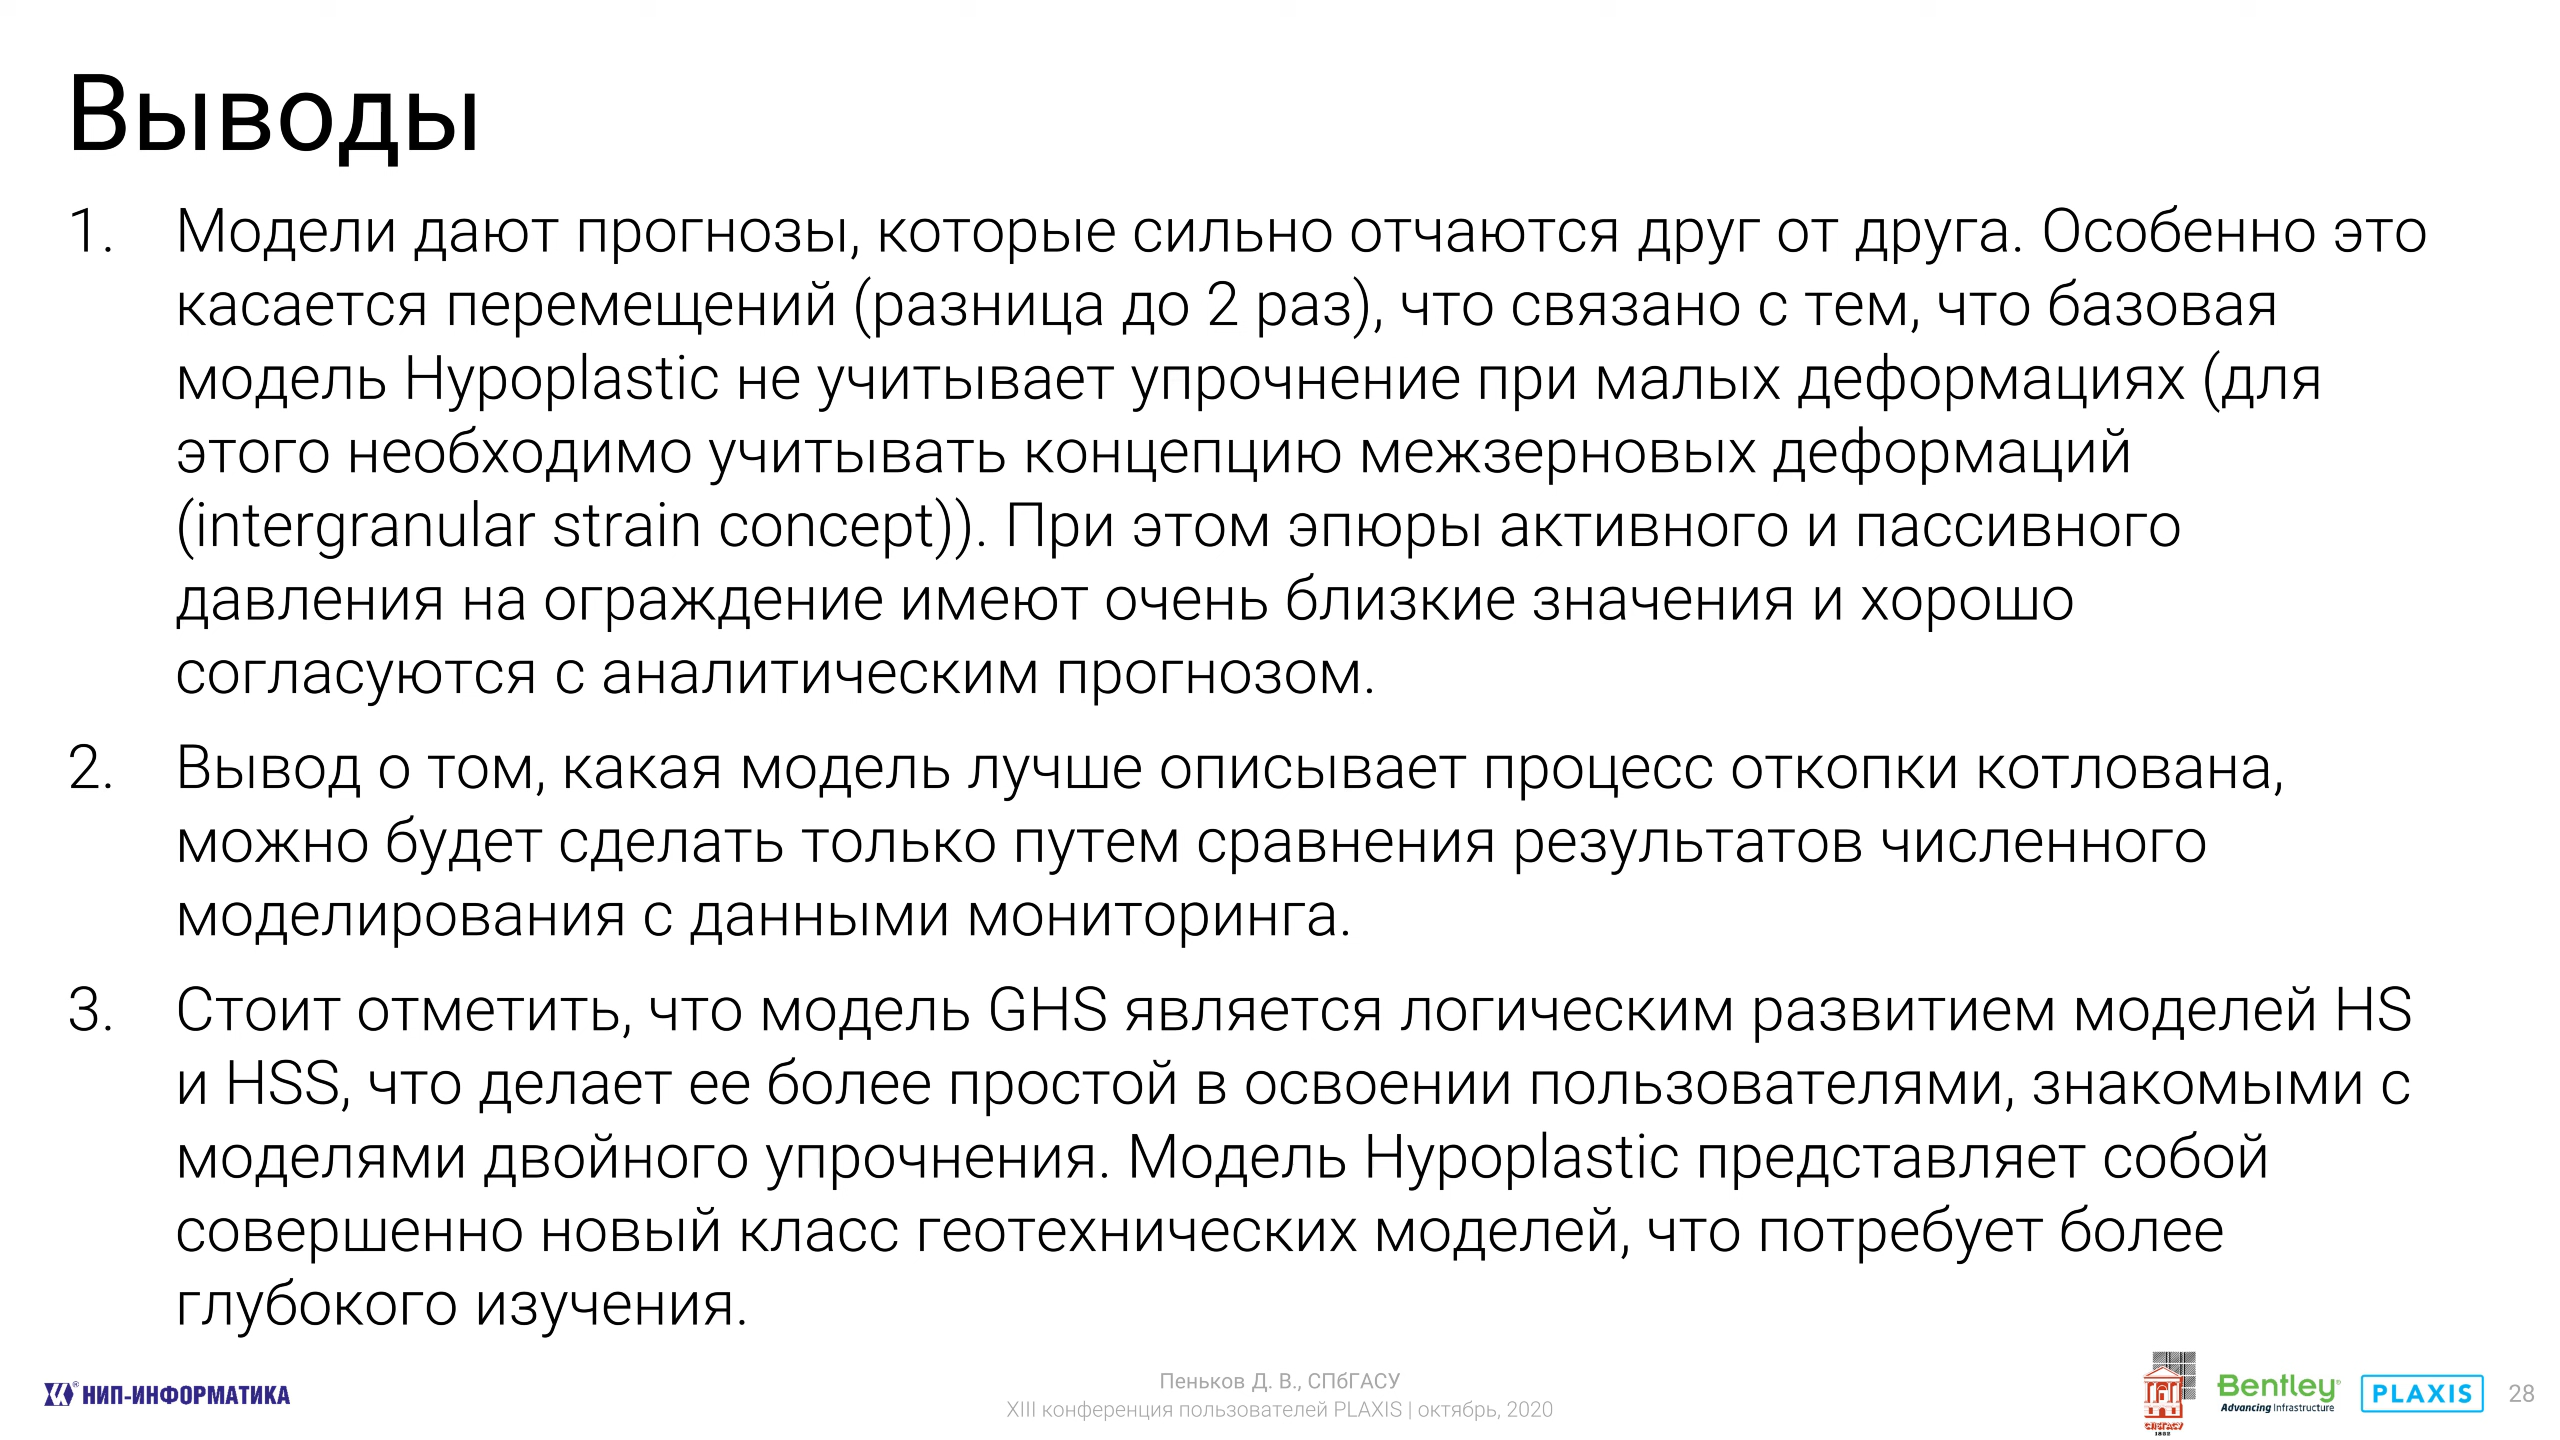 Выводы
1. Модели дают прогнозы, которые сильно отчаются друг от друга. Особенно это
касается перемещений (разница до 2 раз), что связано с тем, что базовая
модель Hypoplastic не учитывает упрочнение при малых деформациях (для
этого необходимо учитывать концепцию межзерновых деформаций
(intergranular strain concept)). При этом эпюры активного и пассивного
давления на ограждение имеют очень близкие значения и хорошо
согласуются с аналитическим прогнозом.
2. Вывод о том, какая модель лучше описывает процесс откопки котлована,
можно будет сделать только путем сравнения результатов численного
моделирования с данными мониторинга.
3. Стоит отметить, что модель GHS является логическим развитием моделей HS
и HSS, что делает ее более простой в освоении пользователями, знакомыми с
моделями двойного упрочнения. Модель Hypoplastic представляет собой
совершенно новый класс геотехнических моделей, что потребует более
глубокого изучения.
® НИП-ИНФОРМАТИКА
Пеньков Д. В., СПбГАСУ
XIII конференция пользователей PLAXIS | октябрь, 2020
СПбГАСУ
1832
Bentley®
Advancing Infrastructure
PLAXIS
28